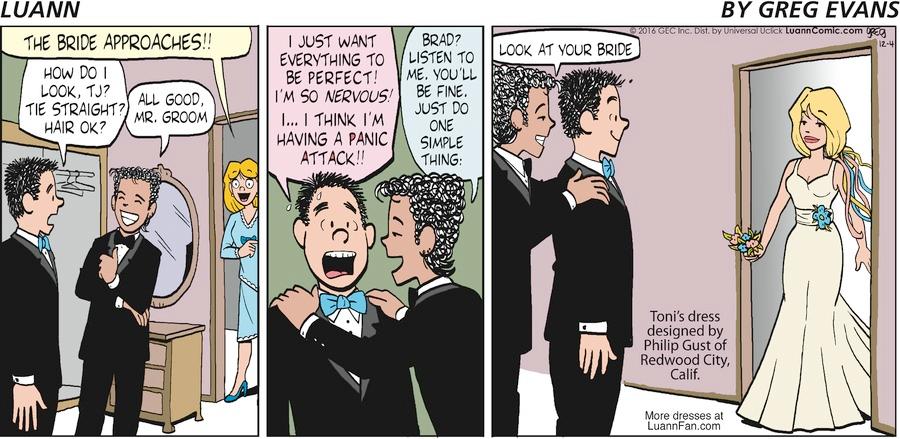 LUANN
BY GREG EVANS
THE BRIDE APPROACHES!!
HOW DO I
LOOK, TJ?
TIE STRAIGHT?
HAIR OK?
ALL GOOD,
MR. GROOM
I JUST WANT
EVERYTHING TO
BE PERFECT!
I'M SO NERVOUS!
I... I THINK I'M
HAVING A PANIC
ATTACK!!
BRAD?
LISTEN TO
ME. YOU'LL
BE FINE.
JUST DO
ONE
SIMPLE
THING:
© 2016 GEC Inc. Dist. by Universal Uclick LuannComic.com GREG
12-4
LOOK AT YOUR BRIDE
Toni's dress
designed by
Philip Gust of
Redwood City,
Calif.
More dresses at
LuannFan.com